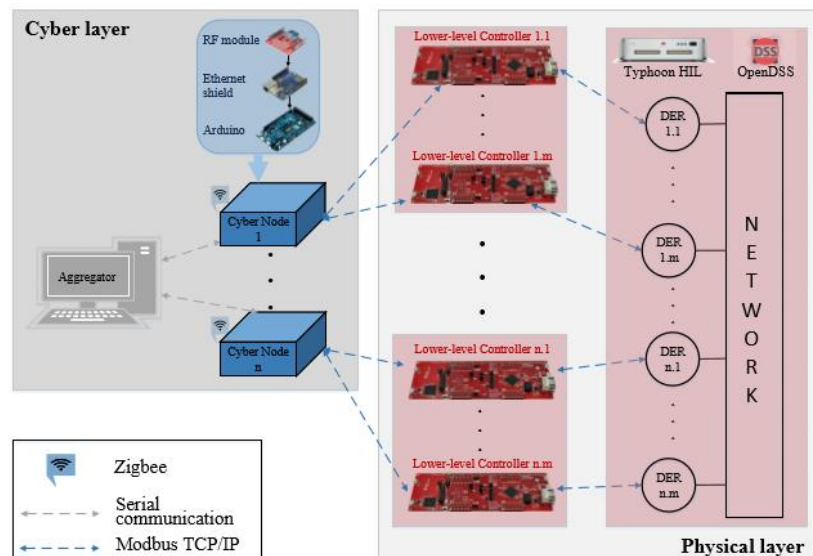 Cyber layer
RF module
Ethernet
shield
Arduino
Cyber Node
1
Aggregator
Cyber Node
n
Zigbee
Serial
communication
Modbus TCP/IP
Lower-level Controller 1.1
Lower-level Controller 1.m
Lower-level Controller n.1
Lower-level Controller n.m
Typhoon HIL
OpenDSS
DSS
DER
1.1
DER
1.m
DER
n.1
DER
n.m
NETWORK
Physical layer